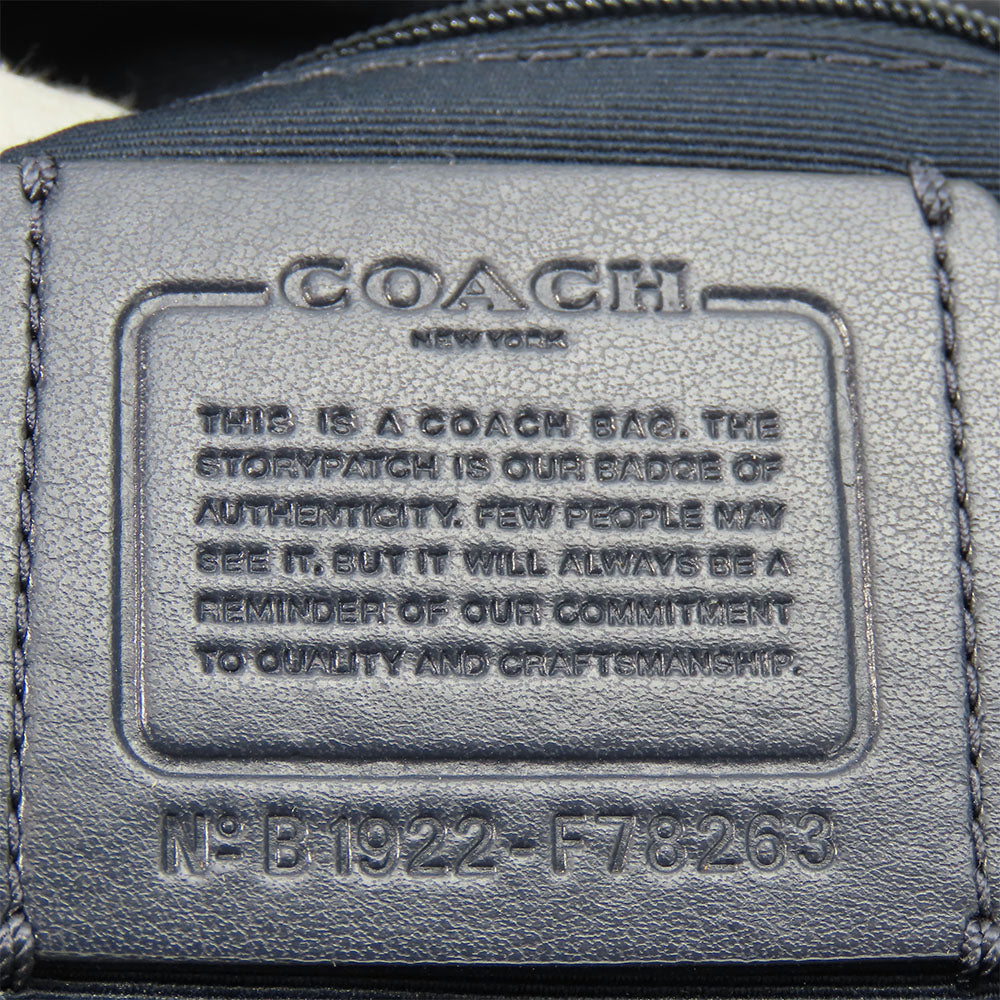 COACH
NEW YORK
THIS IS A COACH BAG. THE
STORYPATCH IS OUR BADGE OF
AUTHENTICITY. FEW PEOPLE MAY
SEE IT, BUT IT WILL ALWAYS BE A
REMINDER OF OUR COMMITMENT
TO QUALITY AND CRAFTSMANSHIP.
Nº B1922-F78263